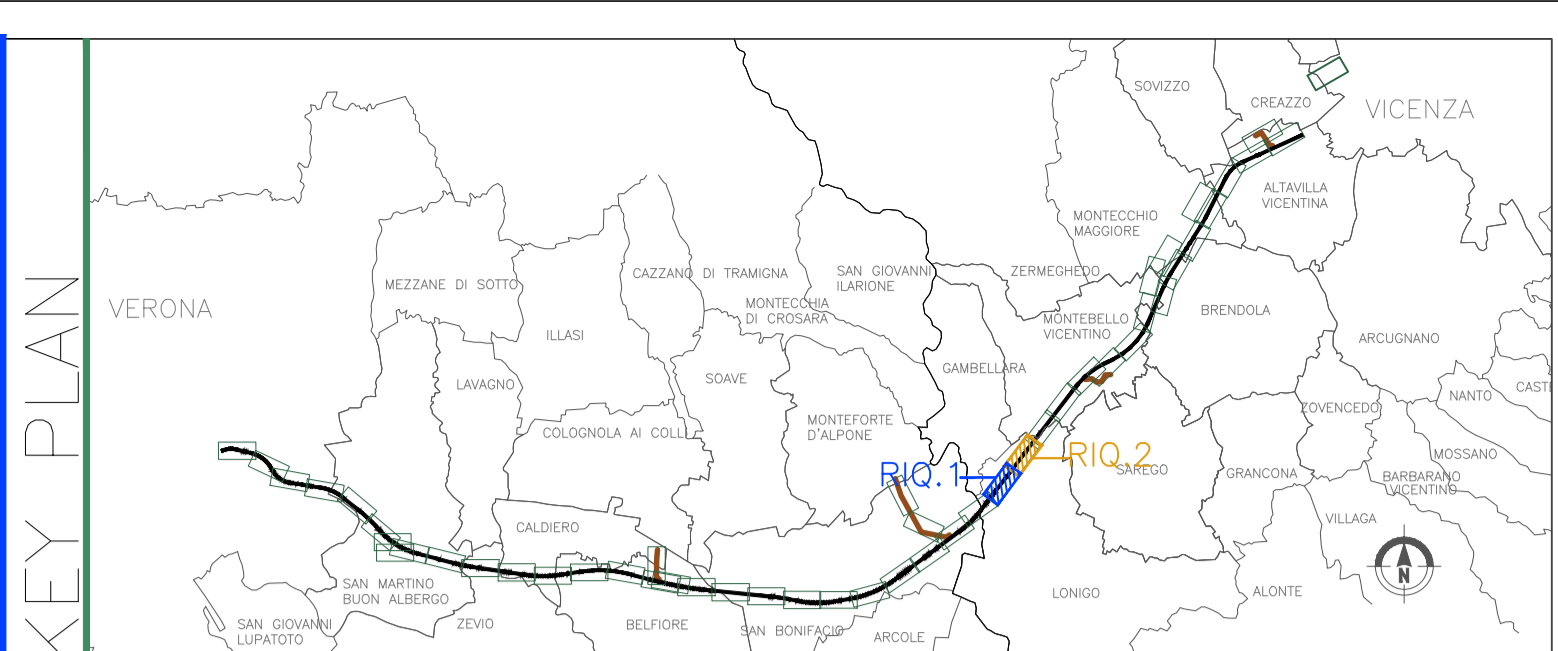 KEY PLAN
SOVIZZO
CREAZZO
VICENZA
ALTAVILLA
VICENTINA
MONTECCHIO
MAGGIORE
ZERMEGHEDO
CAZZANO DI TRAMIGNA
SAN GIOVANNI
ILARIONE
MEZZANE DI SOTTO
VERONA
MONTECCHIA
DI CROSARA
MONTEBELLO
VICENTINO
BRENDOLA
ILLASI
ARCUGNANO
GAMBELLARA
SOAVE
LAVAGNO
NANTO
CASTE
ZOVENCEDO
MONTEFORTE
D'ALPONE
COLOGNOLA AI COLLI
MOSSANO
RIQ.2
RIQ.1
SAREGO
GRANCONA
BARBARANO
VICENTINO
VILLAGA
CALDIERO
N
SAN MARTINO
BUON ALBERGO
LONIGO
ALONTE
SAN GIOVANNI
LUPATOTO
ZEVIO
BELFIORE
SAN BONIFACIO
ARCOLE